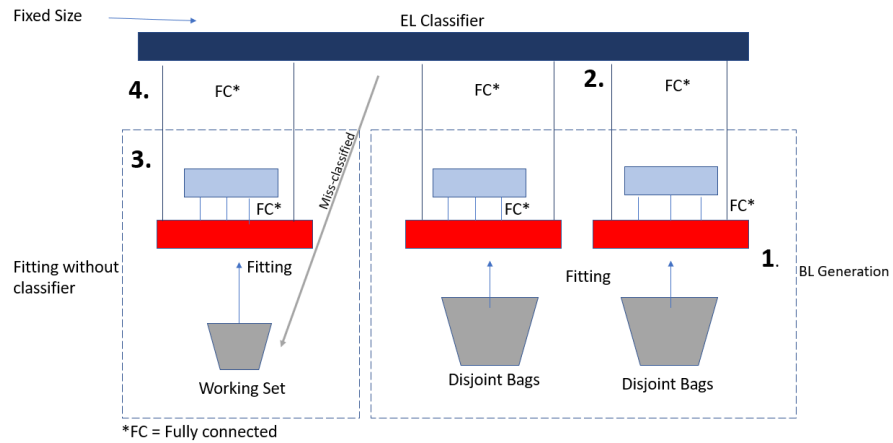 Fixed Size
EL Classifier
4.
FC*
FC*
2.
FC*
3.
Miss-classified
FC*
FC*
FC*
Fitting without
classifier
Fitting
Fitting
1.
BL Generation
Working Set
Disjoint Bags
Disjoint Bags
*FC = Fully connected